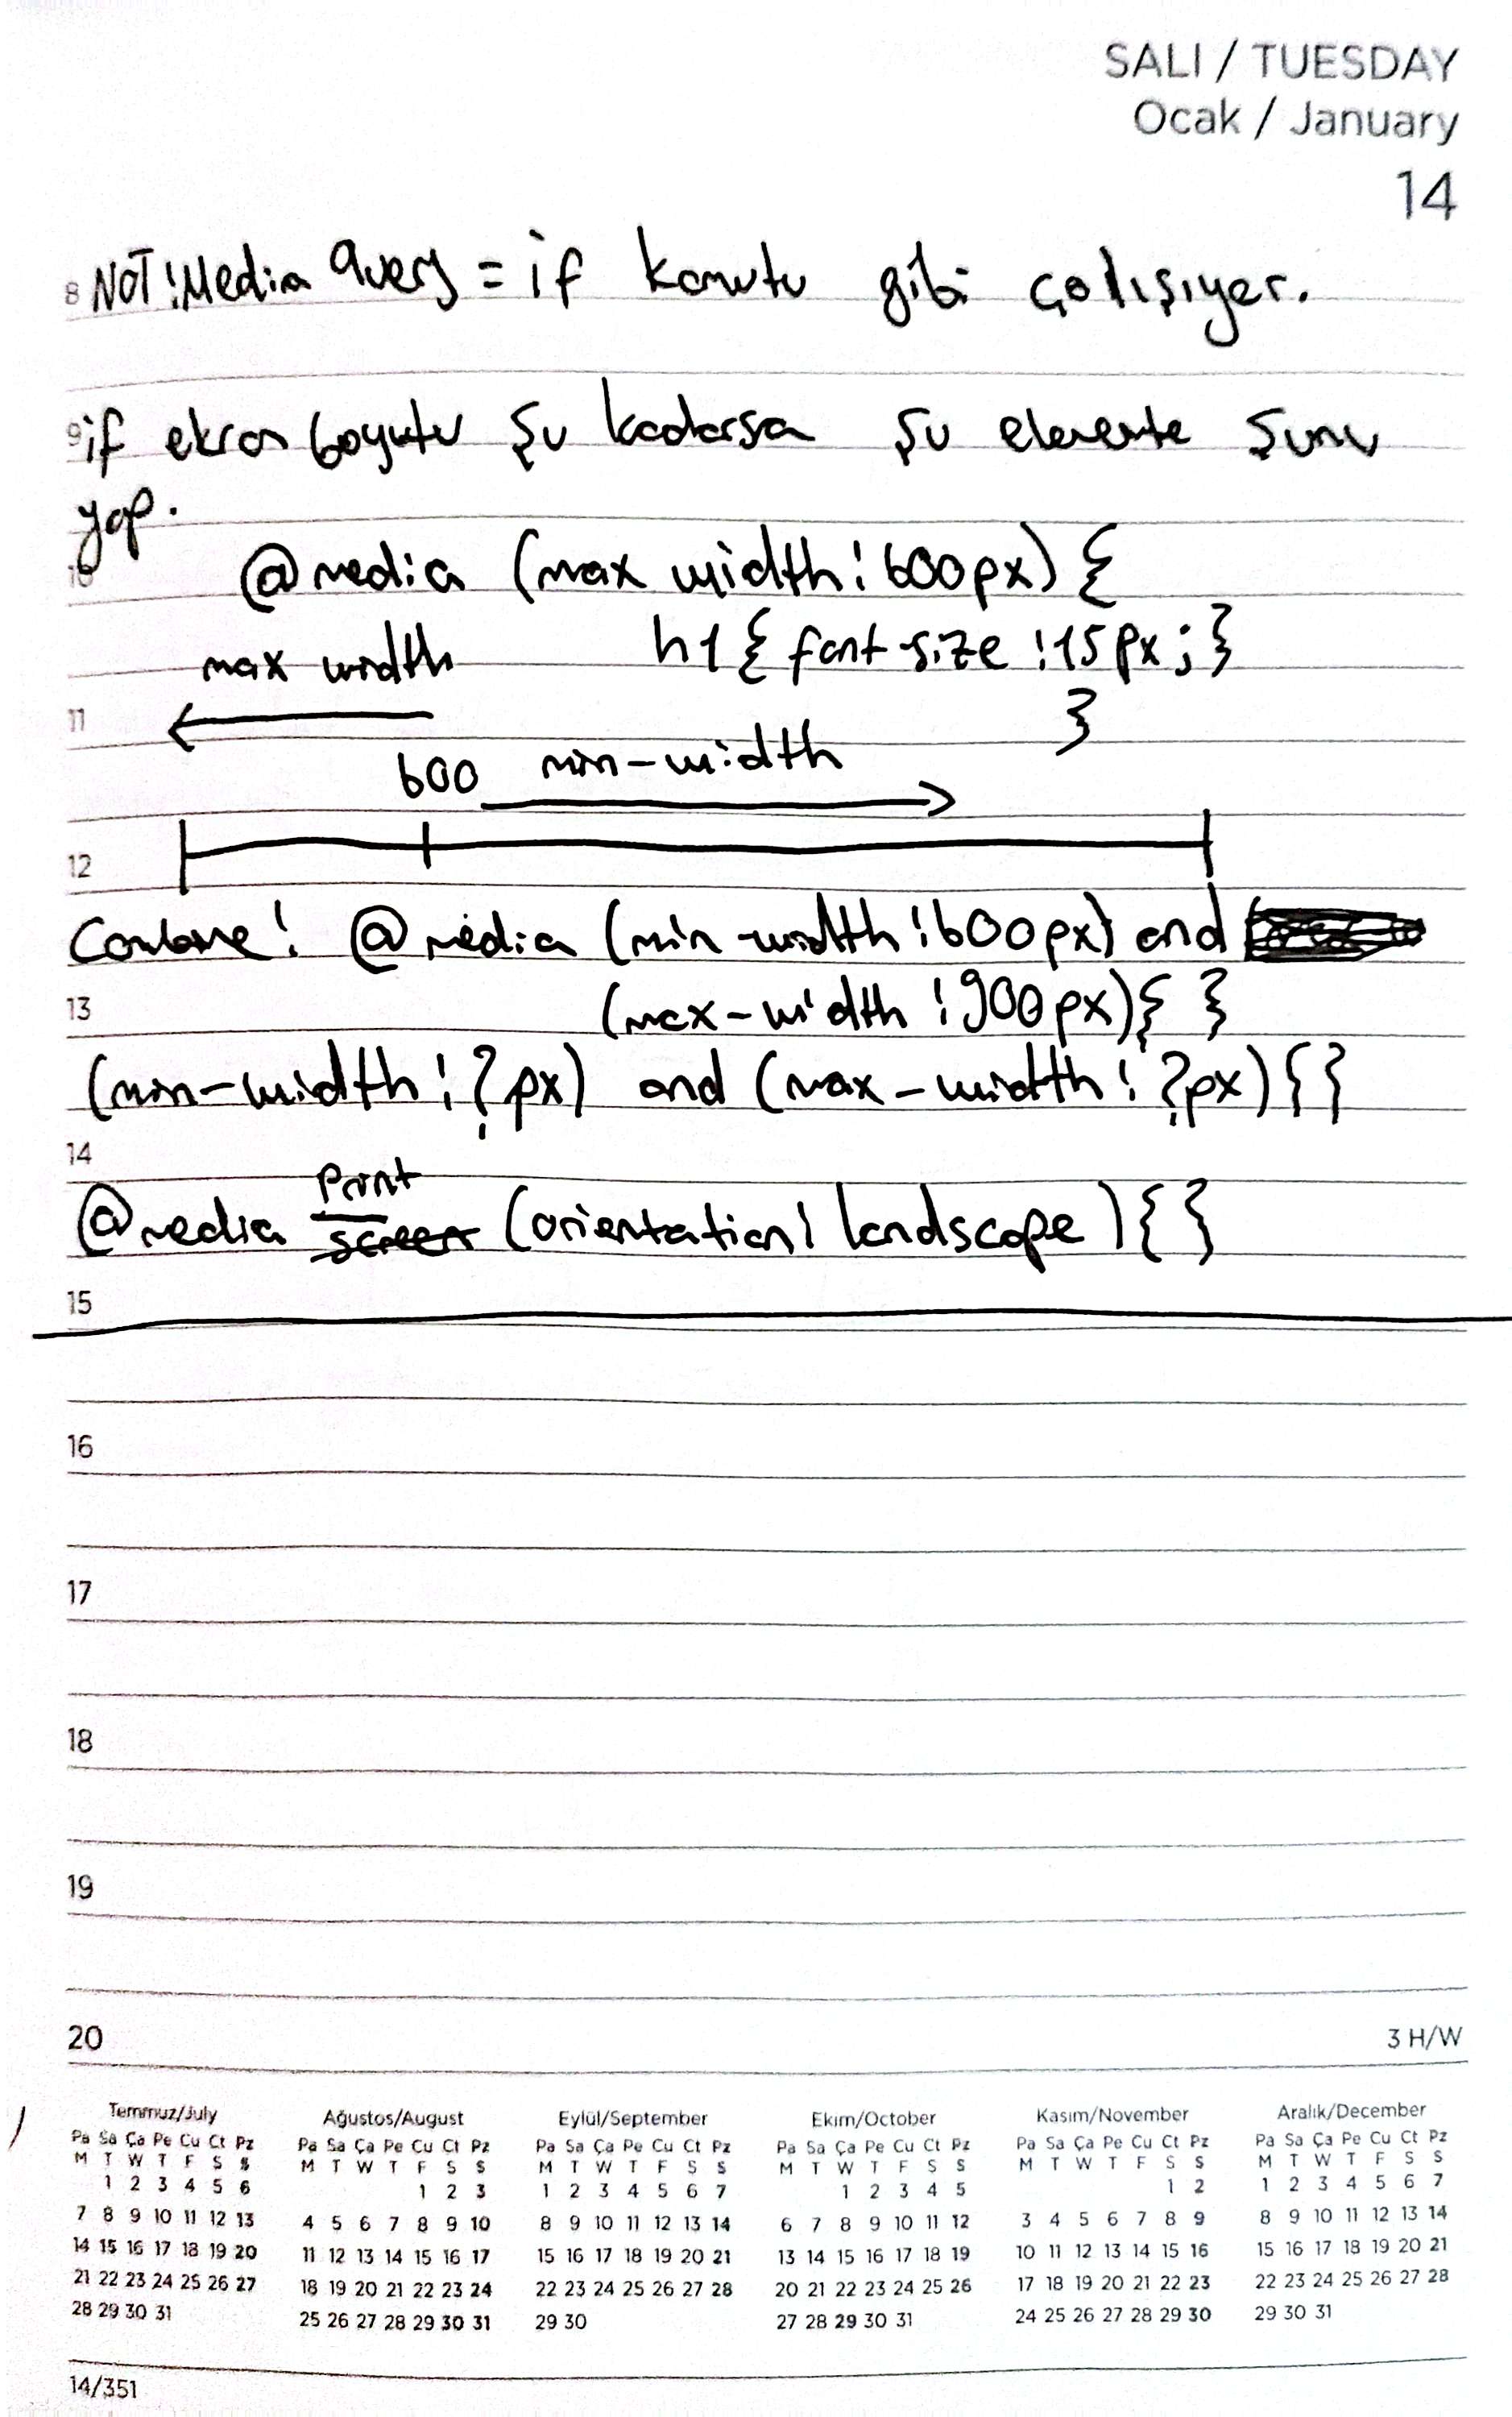 SALI / TUESDAY
Ocak / January
14
8 NOT! Media Query = if komutu gibi çalışıyor.
9 if ekran boyutu şu kadarsa şu elemente şunu
yap.
10 @media (max width: 600px) {
max width h1 { font-size: 15px; }
11 }
600 min-width
12
Combine: @media (min-width: 600px) and
13 (max-width: 900px) { }
(min-width: ?px) and (max-width: ?px) { }
14
print
@media screen (orientation: landscape) { }
15
16
17
18
19
20 3 H/W
Temmuz/July Ağustos/August Eylül/September Ekim/October Kasım/November Aralık/December
Pa Sa Ça Pe Cu Ct Pz Pa Sa Ça Pe Cu Ct Pz Pa Sa Ça Pe Cu Ct Pz Pa Sa Ça Pe Cu Ct Pz Pa Sa Ça Pe Cu Ct Pz Pa Sa Ça Pe Cu Ct Pz
M T W T F S S M T W T F S S M T W T F S S M T W T F S S M T W T F S S M T W T F S S
1 2 3 4 5 6 1 2 3 1 2 3 4 5 6 7 1 2 3 4 5 1 2 1 2 3 4 5 6 7
7 8 9 10 11 12 13 4 5 6 7 8 9 10 8 9 10 11 12 13 14 6 7 8 9 10 11 12 3 4 5 6 7 8 9 8 9 10 11 12 13 14
14 15 16 17 18 19 20 11 12 13 14 15 16 17 15 16 17 18 19 20 21 13 14 15 16 17 18 19 10 11 12 13 14 15 16 15 16 17 18 19 20 21
21 22 23 24 25 26 27 18 19 20 21 22 23 24 22 23 24 25 26 27 28 20 21 22 23 24 25 26 17 18 19 20 21 22 23 22 23 24 25 26 27 28
28 29 30 31 25 26 27 28 29 30 31 29 30 27 28 29 30 31 24 25 26 27 28 29 30 29 30 31
14/351